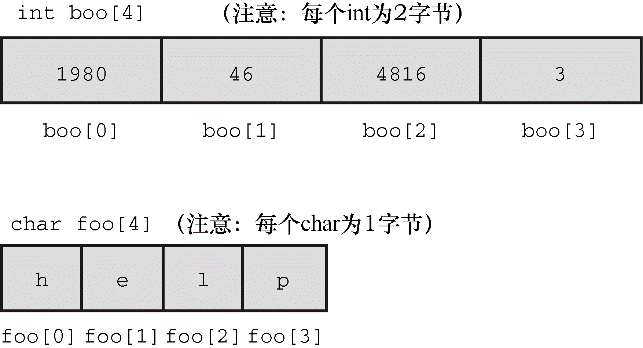 int boo[4] （注意：每个int为2字节）
1980 46 4816 3
boo[0] boo[1] boo[2] boo[3]
char foo[4] （注意：每个char为1字节）
h e l p
foo[0] foo[1] foo[2] foo[3]